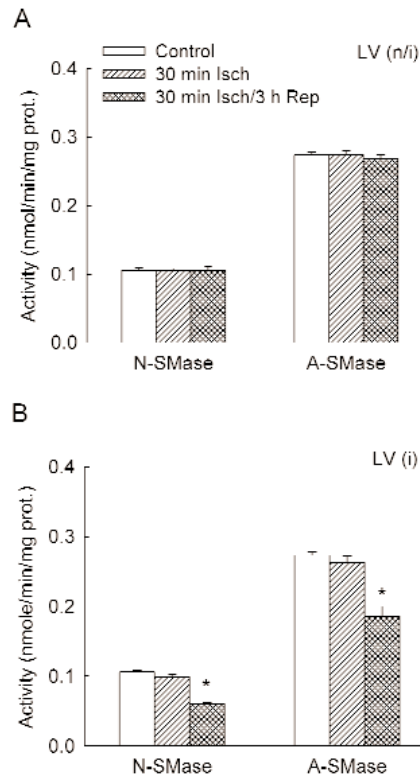 A
Control
LV (n/i)
30 min Isch
30 min Isch/3 h Rep
0.4
0.3
0.2
0.1
0.0
Activity (nmol/min/mg prot.)
N-SMase
A-SMase
B
LV (i)
0.4
0.3
0.2
0.1
0.0
Activity (nmole/min/mg prot.)
*
*
N-SMase
A-SMase